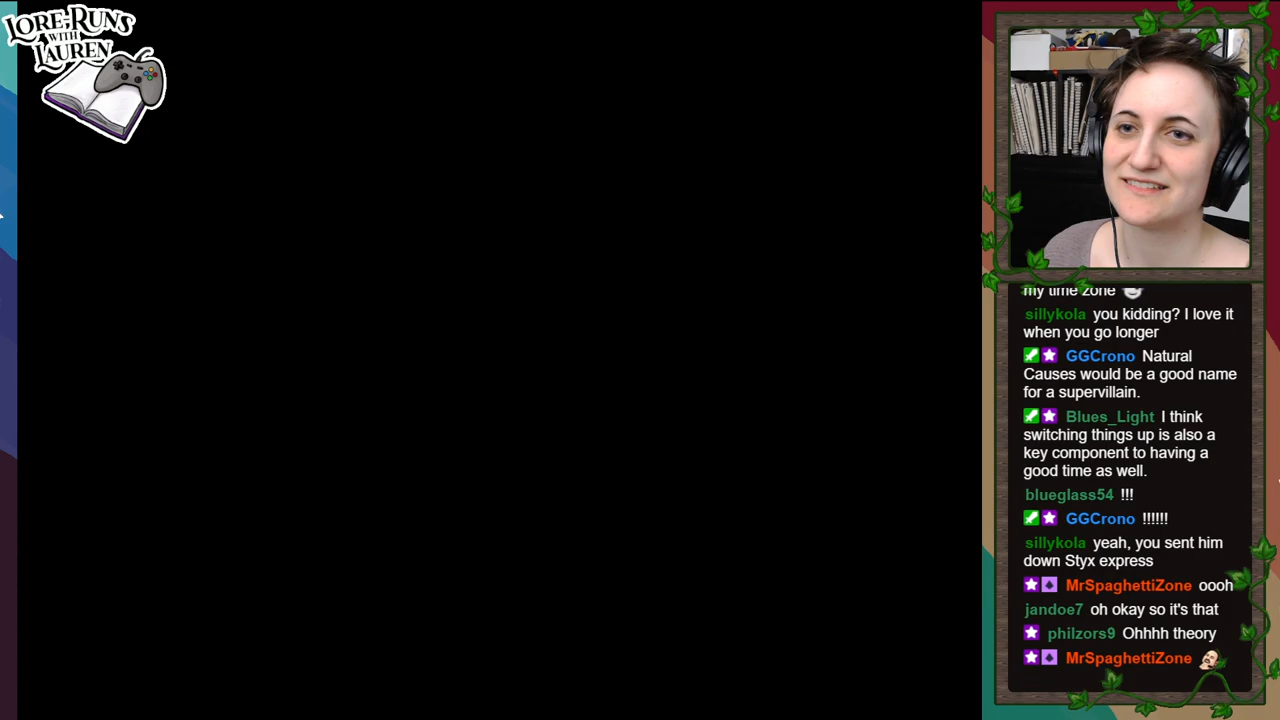 LORE-RUNS
WITH
LAUREN
my time zone
sillykola you kidding? I love it
when you go longer
GGCrono Natural
Causes would be a good name
for a supervillain.
Blues_Light I think
switching things up is also a
key component to having a
good time as well.
blueglass54 !!!
GGCrono !!!!!!
sillykola yeah, you sent him
down Styx express
MrSpaghettiZone oooh
jandoe7 oh okay so it's that
philzors9 Ohhhh theory
MrSpaghettiZone